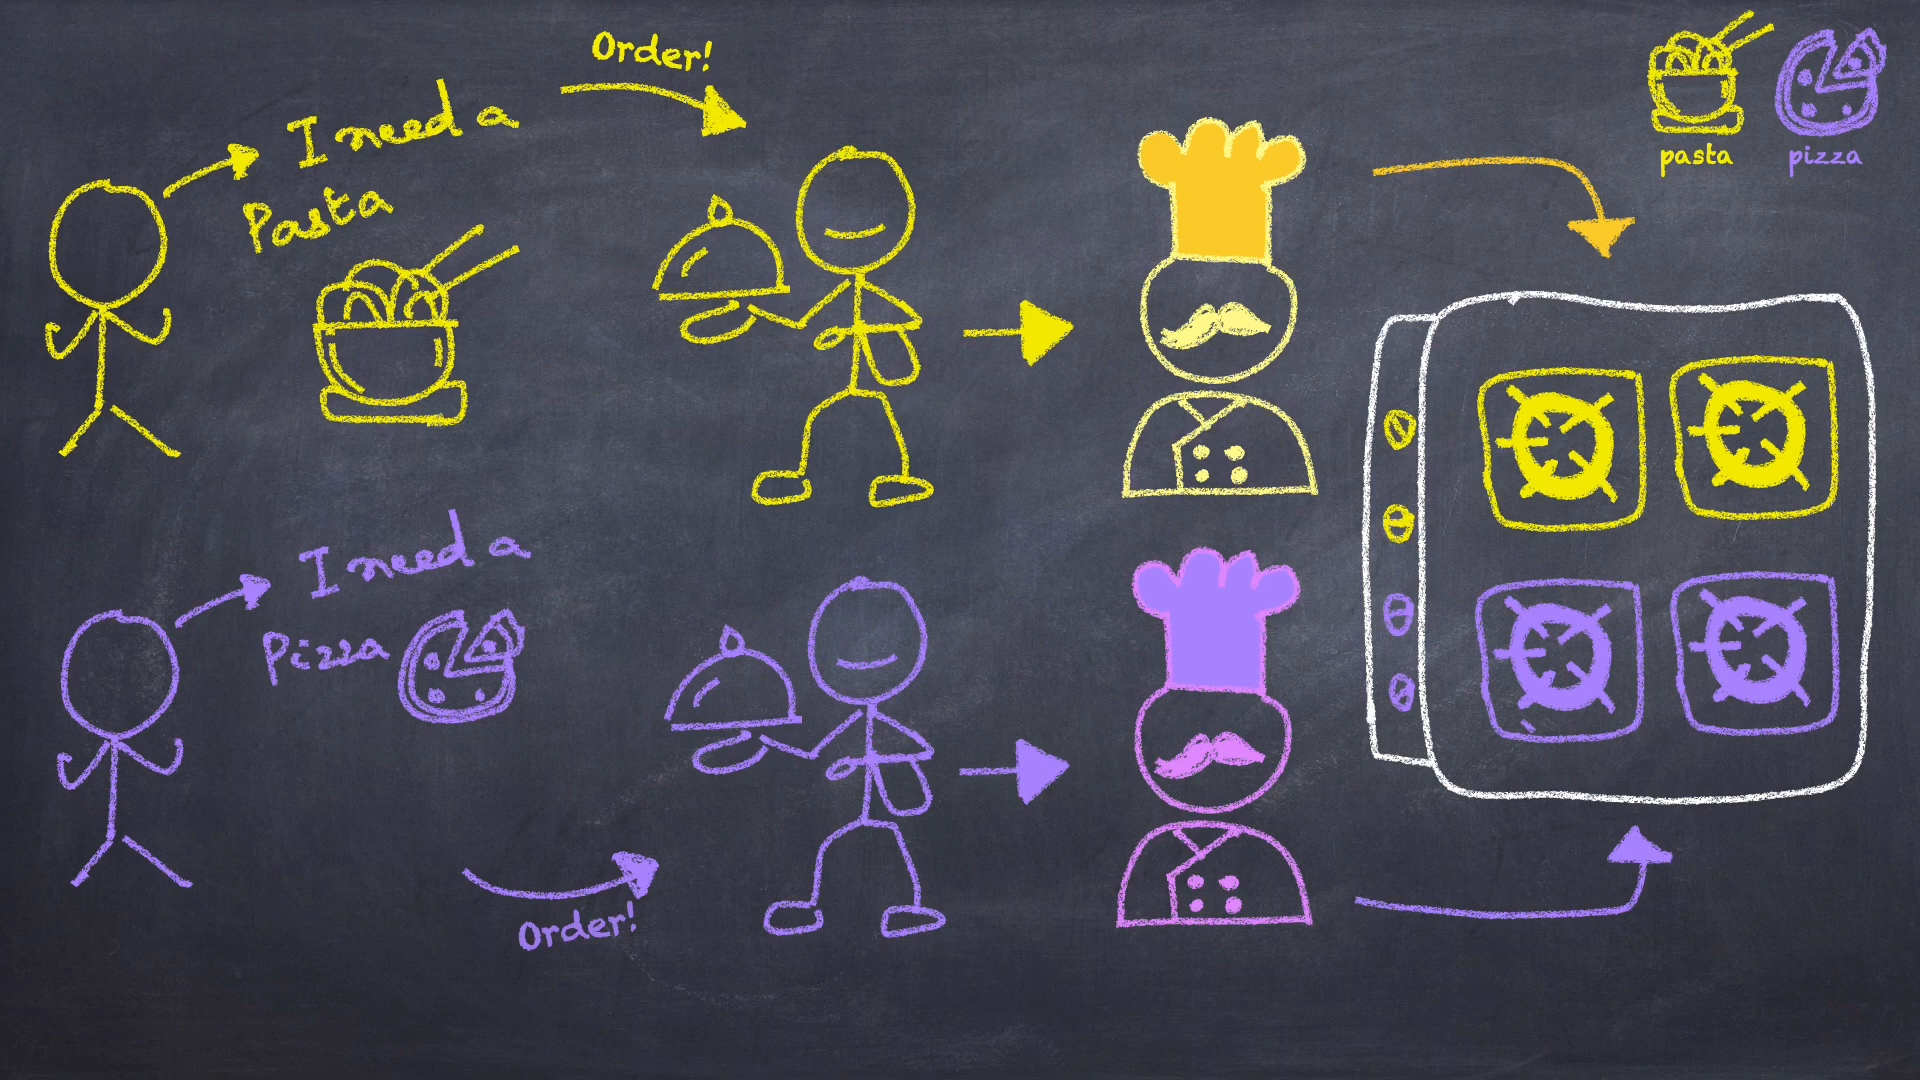 Order!
I need a
Pasta
pasta
pizza
I need a
Pizza
Order!